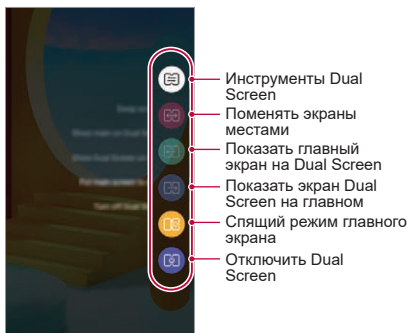 Инструменты Dual
Screen
Поменять экраны
местами
Показать главный
экран на Dual Screen
Показать экран Dual
Screen на главном
Спящий режим главного
экрана
Отключить Dual
Screen